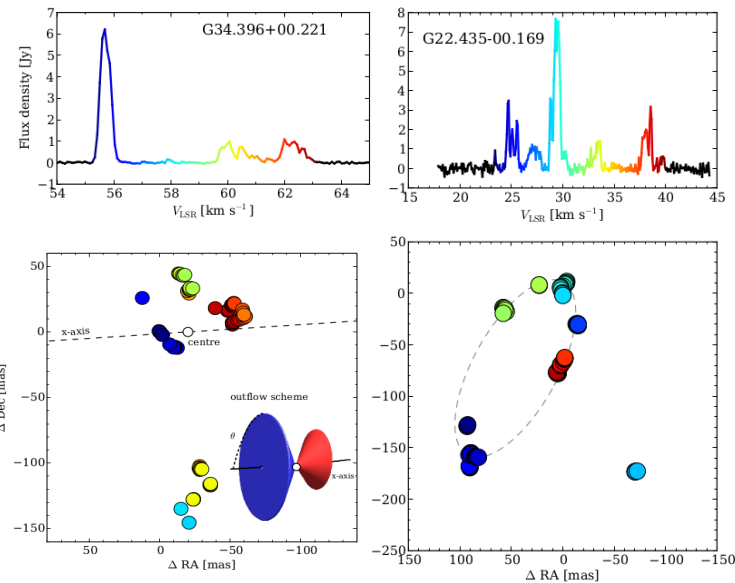 G34.396+00.221
Flux density [Jy]
7
6
5
4
3
2
1
0
−1
54 56 58 60 62 64
V_LSR [km s⁻¹]
G22.435-00.169
8
7
6
5
4
3
2
1
0
−1
15 20 25 30 35 40 45
V_LSR [km s⁻¹]
Δ Dec [mas]
50
0
−50
−100
−150
x-axis
centre
outflow scheme
θ
x-axis
50 0 −50 −100
Δ RA [mas]
50
0
−50
−100
−150
−200
−250
150 100 50 0 −50 −100 −150
Δ RA [mas]